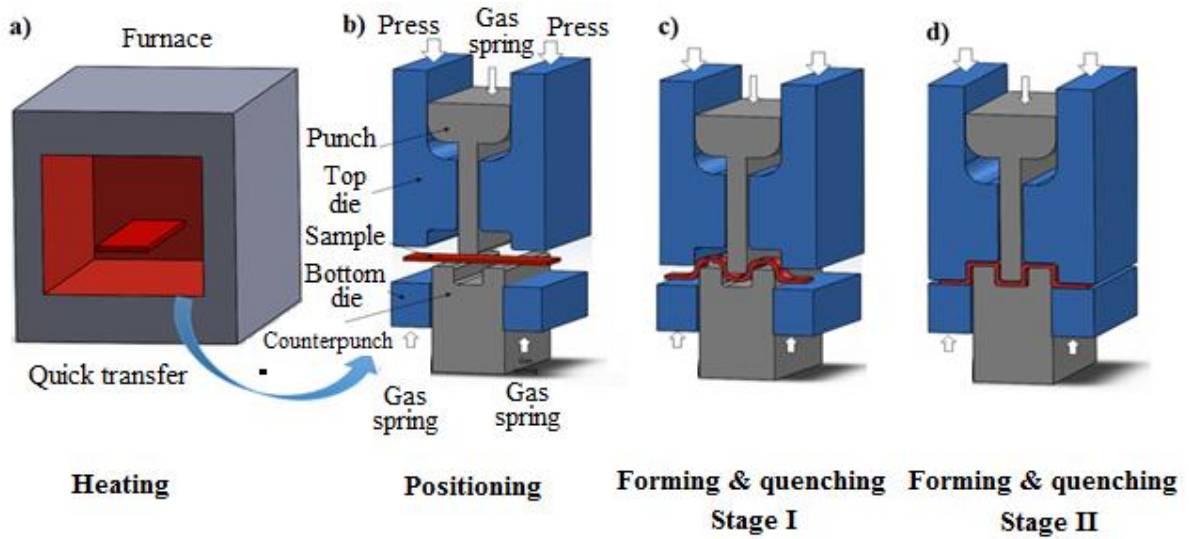 a)
Furnace
b)
Press
Gas
spring
Press
c)
d)
Punch
Top
die
Sample
Bottom
die
Counterpunch
Quick transfer
Gas
spring
Gas
spring
Heating
Positioning
Forming & quenching
Stage I
Forming & quenching
Stage II